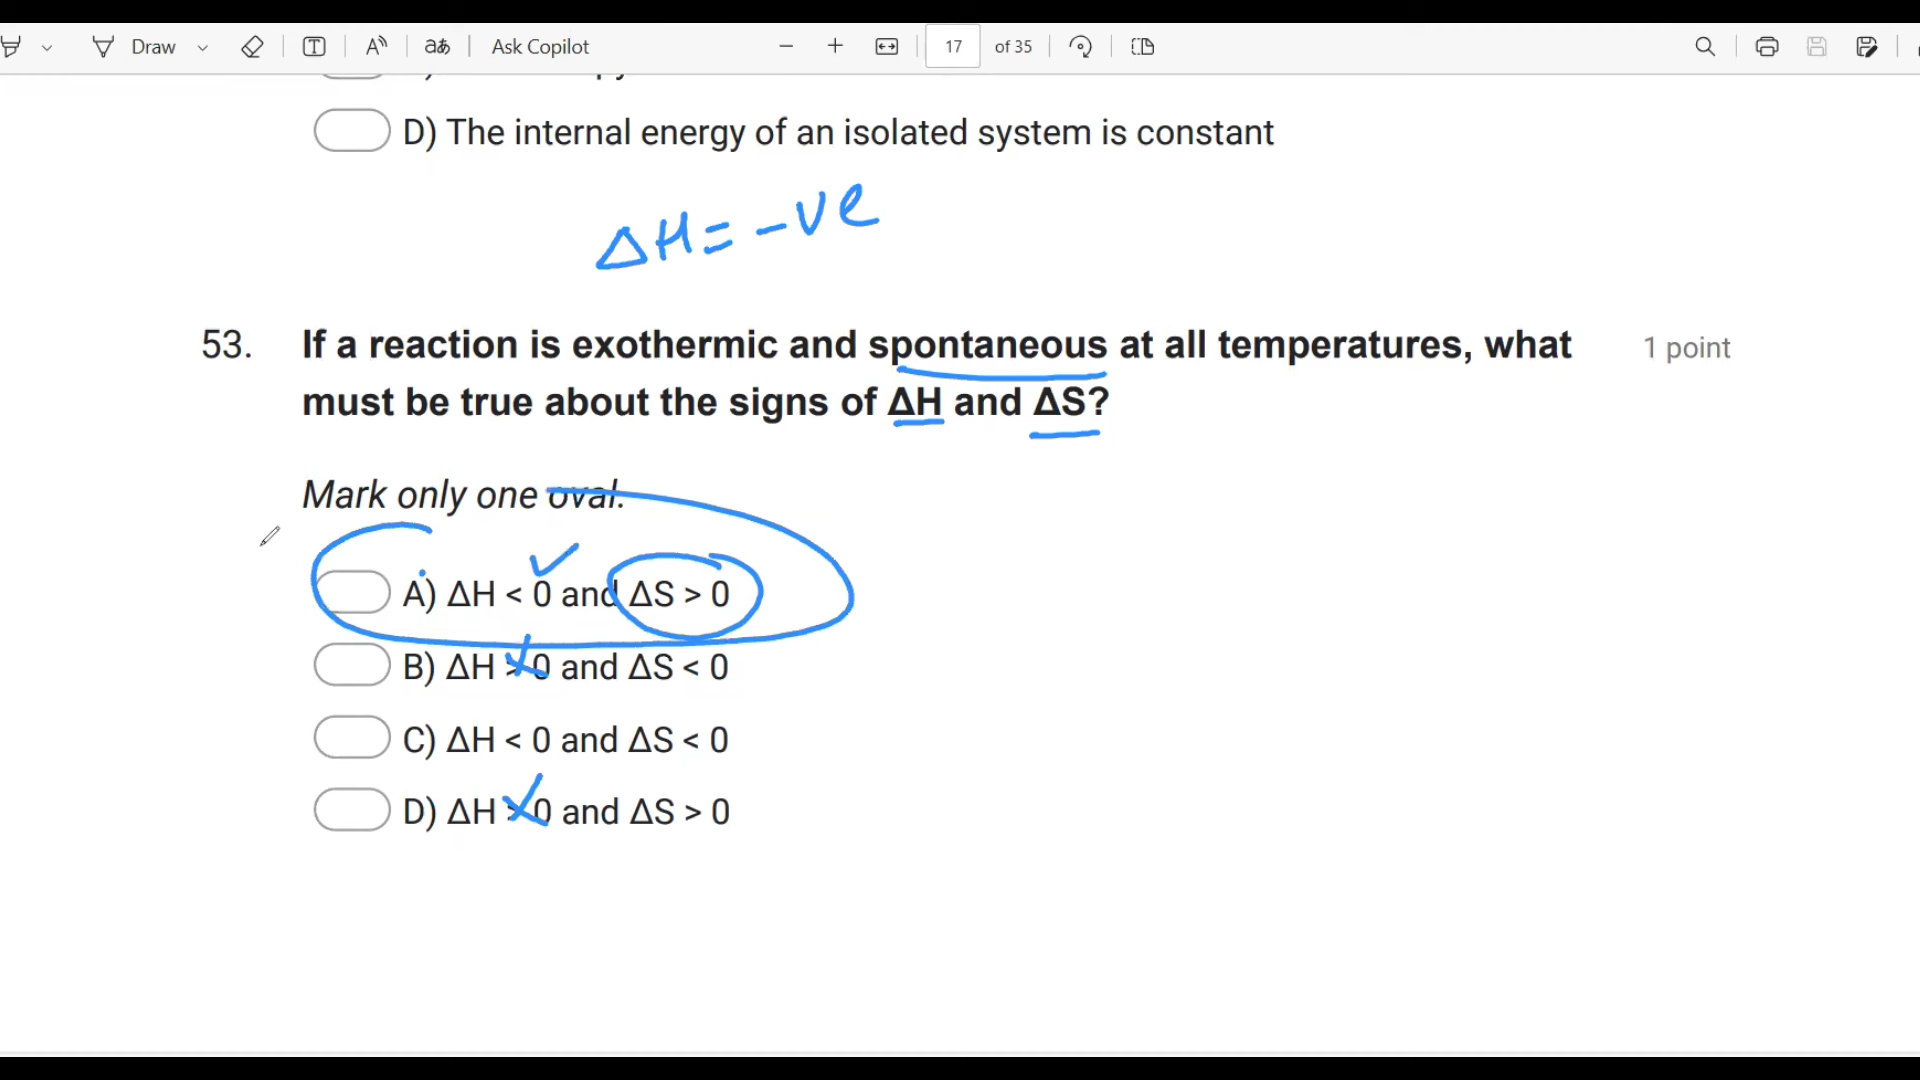 Draw aあ Ask Copilot 17 of 35
D) The internal energy of an isolated system is constant
ΔH = -ve
53. If a reaction is exothermic and spontaneous at all temperatures, what 1 point
must be true about the signs of ΔH and ΔS?
Mark only one oval.
A) ΔH < 0 and ΔS > 0
B) ΔH > 0 and ΔS < 0
C) ΔH < 0 and ΔS < 0
D) ΔH > 0 and ΔS > 0